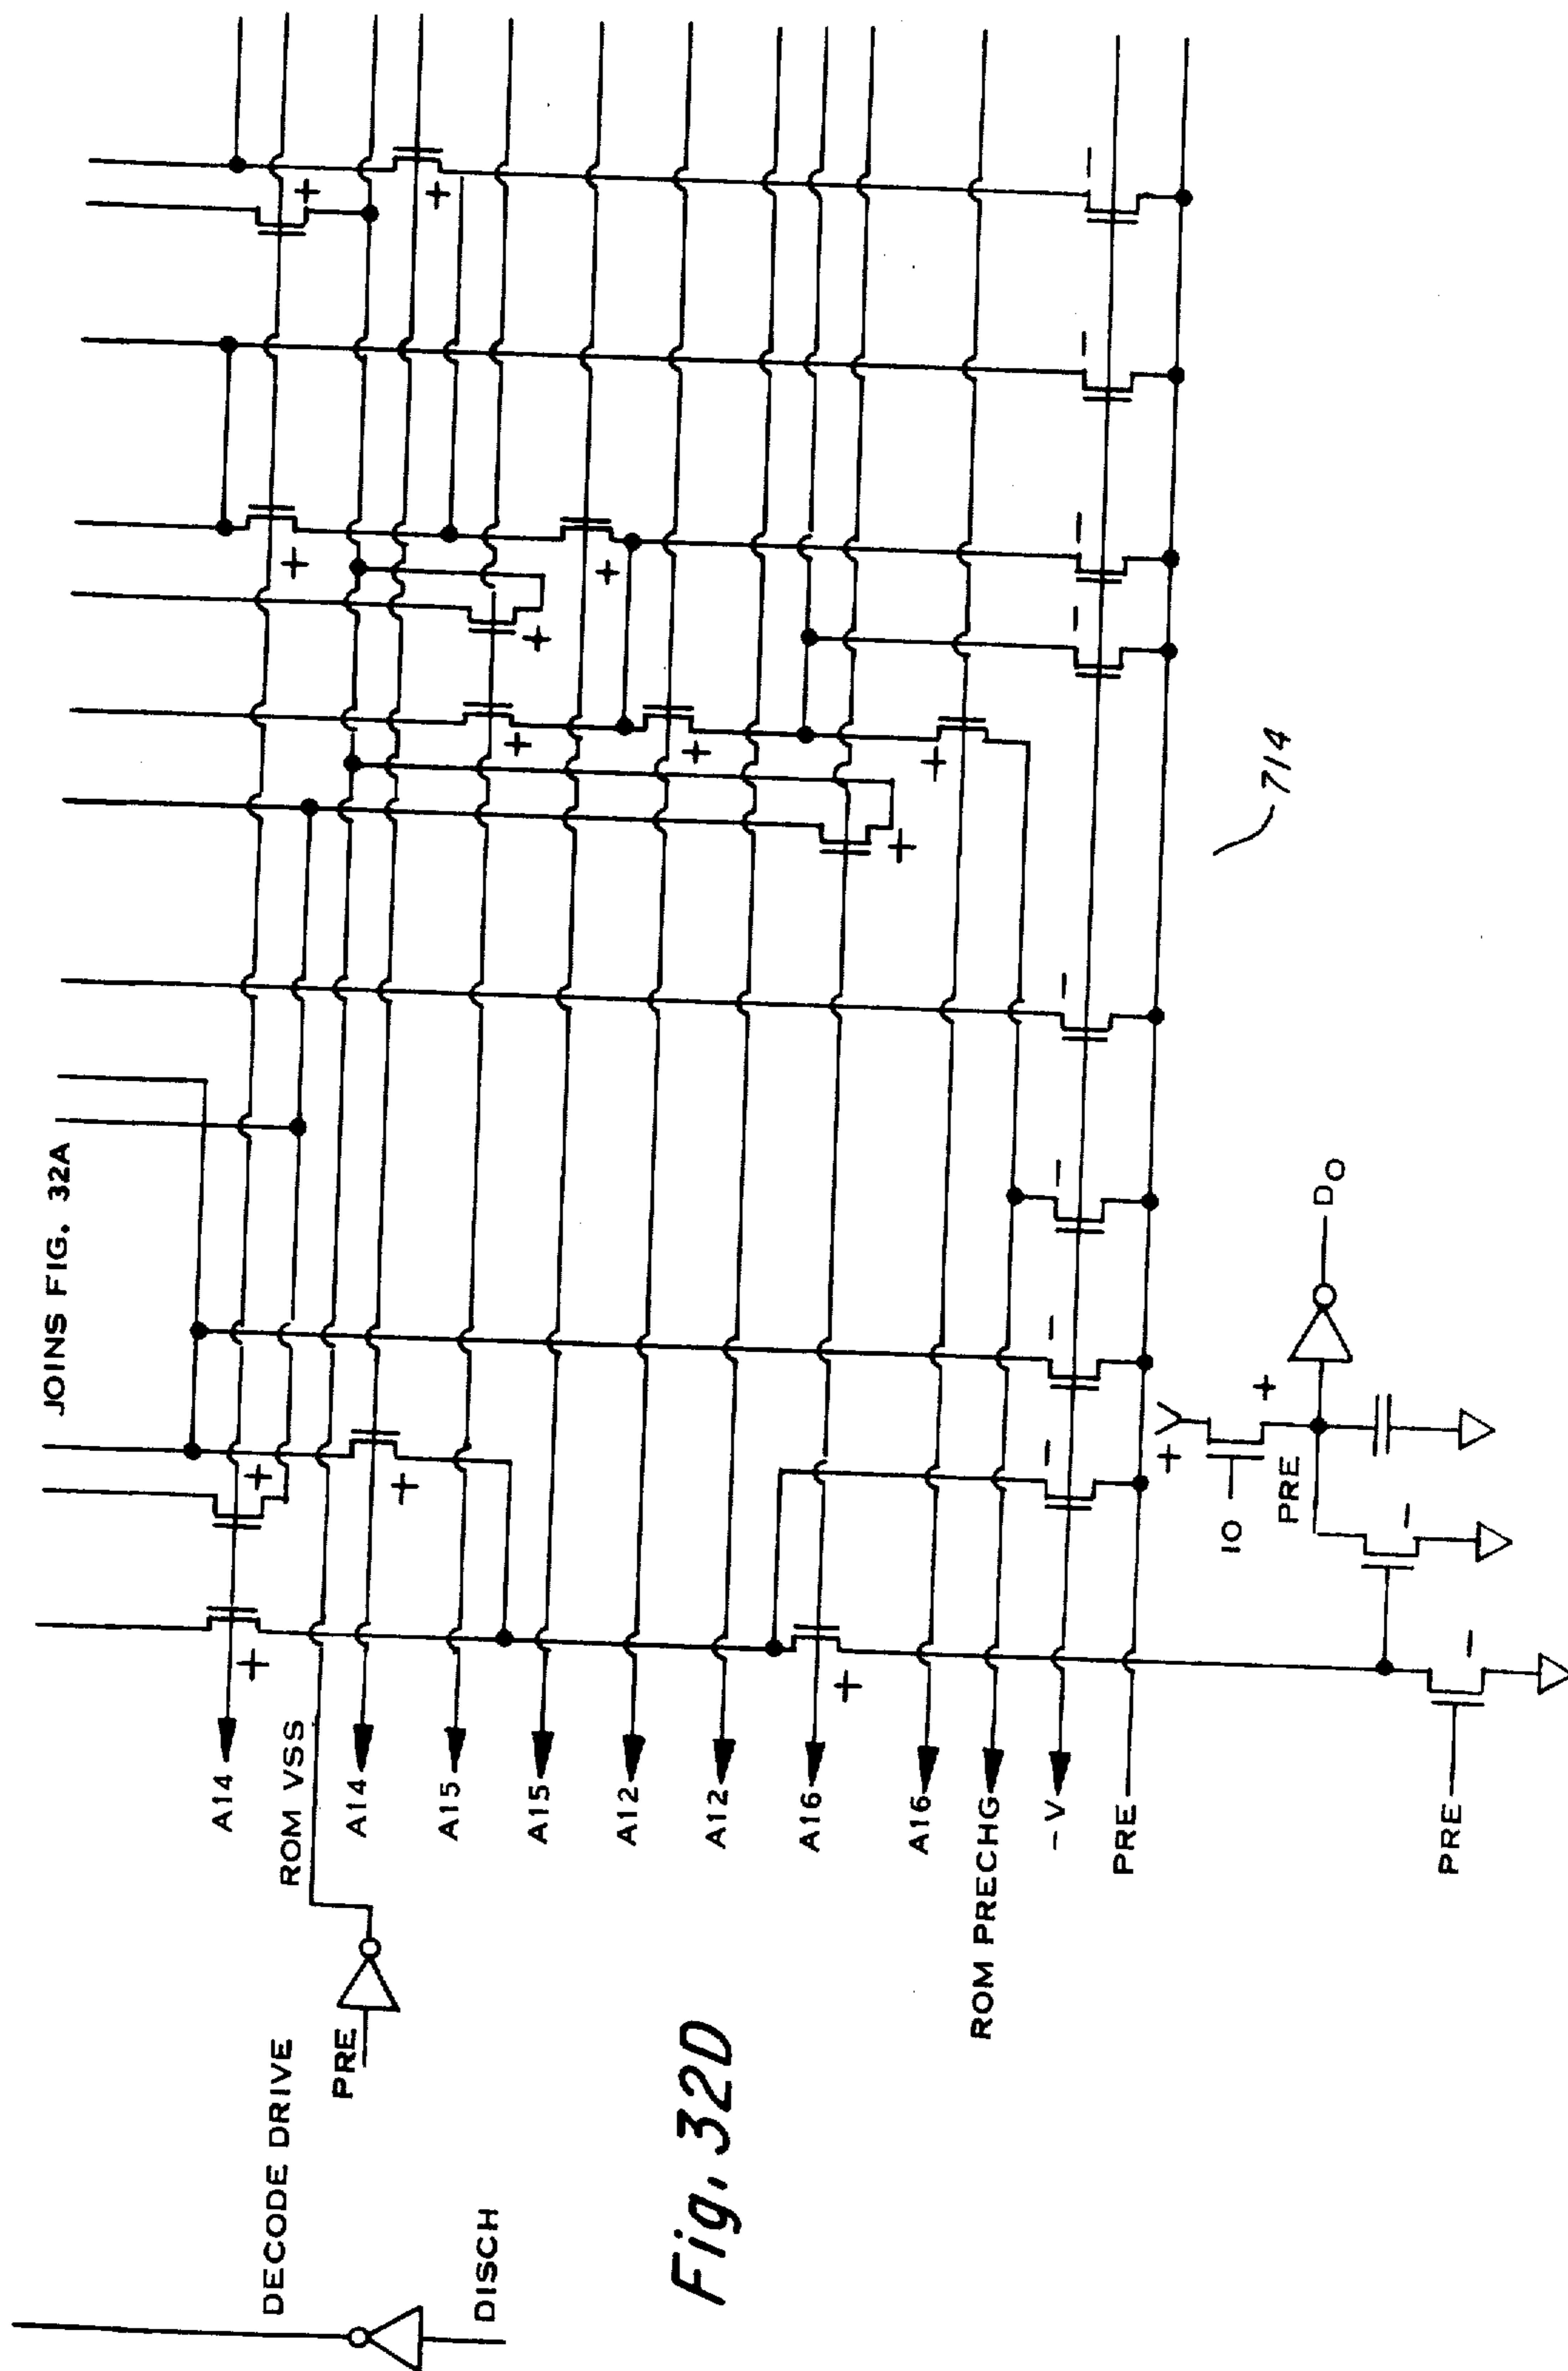 JOINS FIG. 32A
DECODE DRIVE
DISCH
ROM VSS
PRE
A14
A14
A15
A15
A12
A12
A16
A16
ROM PRECHG
-V
PRE
PRE
10
PRE
+V
D0
714
Fig. 32D